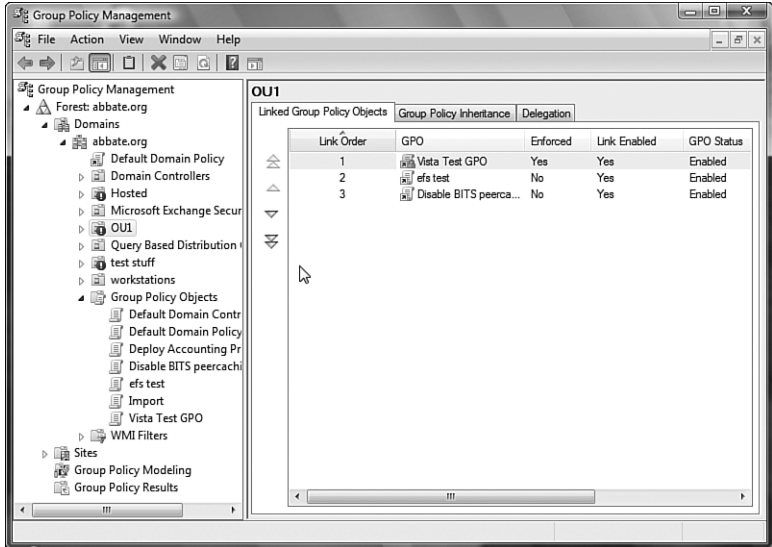 Group Policy Management
File Action View Window Help
Group Policy Management
Forest: abbate.org
Domains
abbate.org
Default Domain Policy
Domain Controllers
Hosted
Microsoft Exchange Secur
OU1
Query Based Distribution
test stuff
workstations
Group Policy Objects
Default Domain Contr
Default Domain Policy
Deploy Accounting Pr
Disable BITS peercachi
efs test
Import
Vista Test GPO
WMI Filters
Sites
Group Policy Modeling
Group Policy Results
OU1
Linked Group Policy Objects Group Policy Inheritance Delegation
Link Order GPO Enforced Link Enabled GPO Status
1 Vista Test GPO Yes Yes Enabled
2 efs test No Yes Enabled
3 Disable BITS peerca... No Yes Enabled